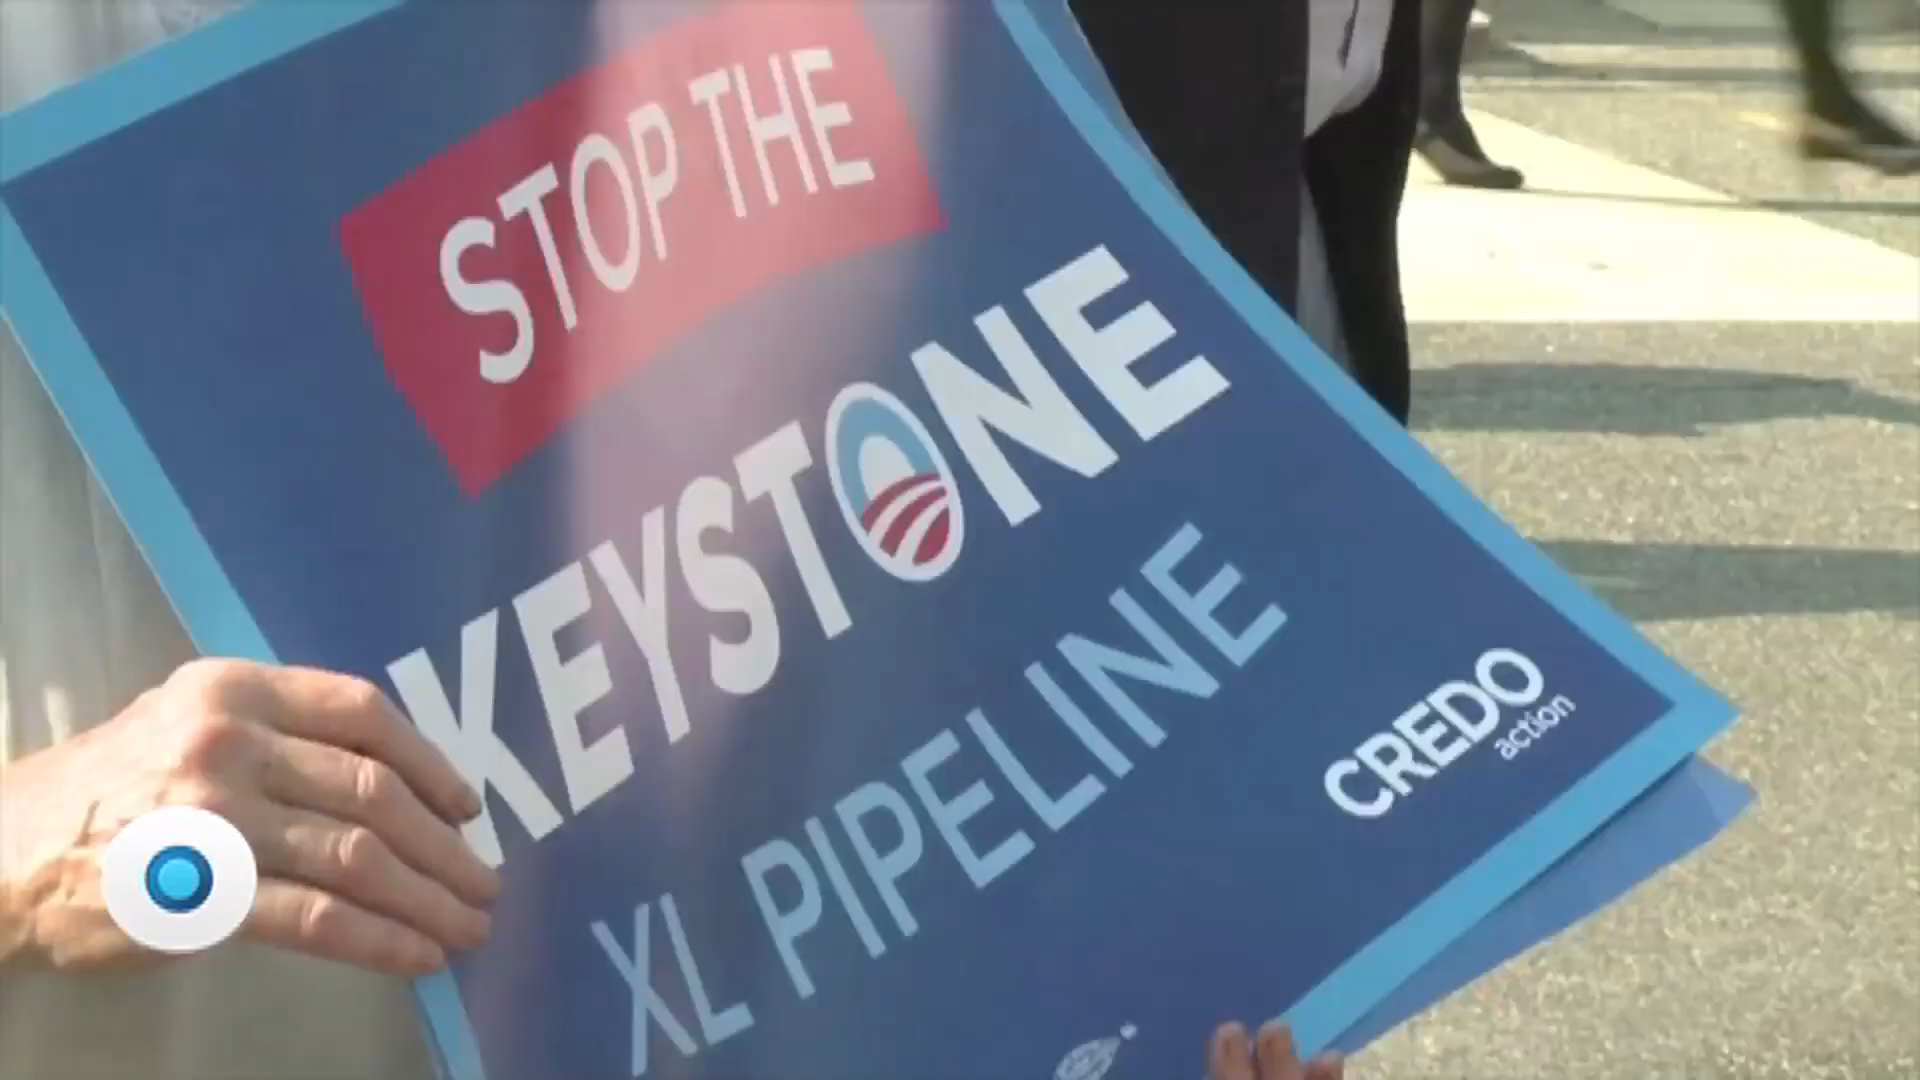 STOP THE
KEYSTONE
XL PIPELINE
CREDO
action